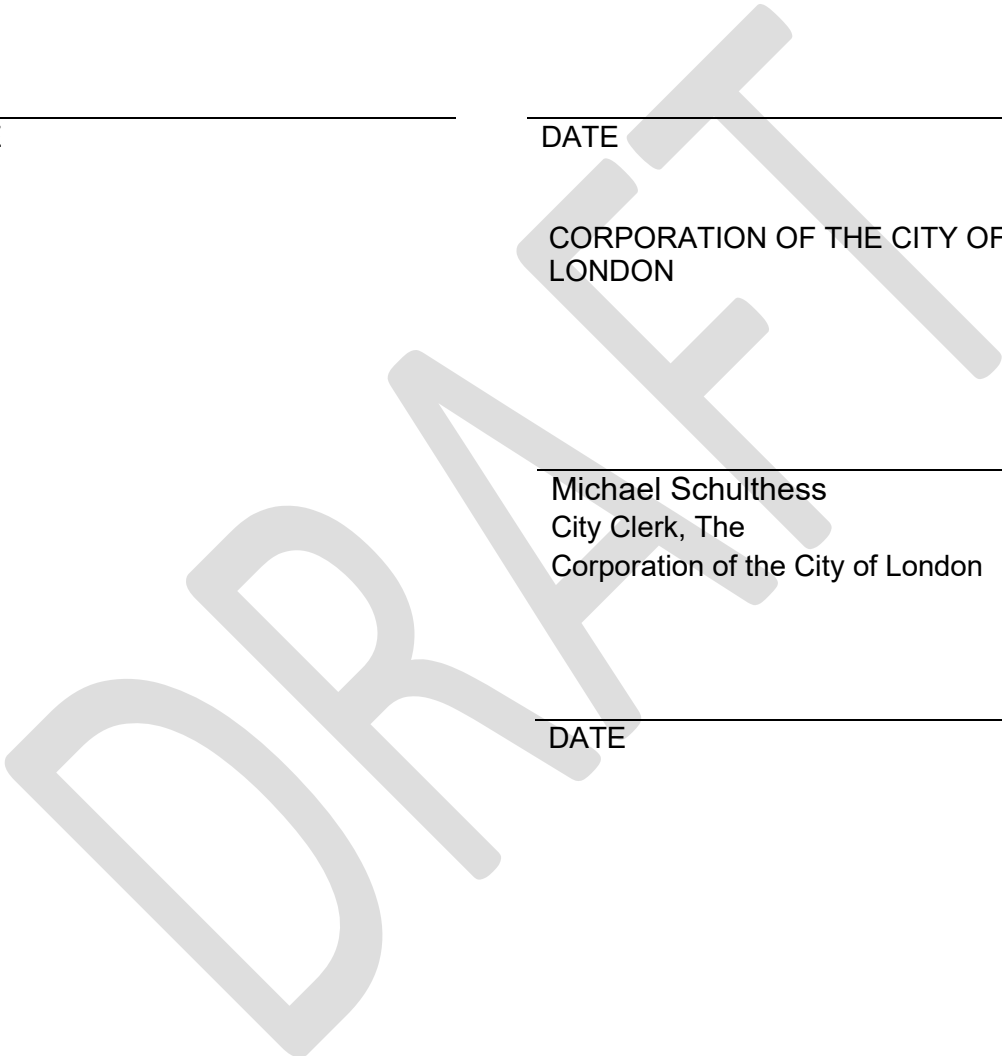 DATE
CORPORATION OF THE CITY OF
LONDON
Michael Schulthess
City Clerk, The
Corporation of the City of London
DATE
DRAFT